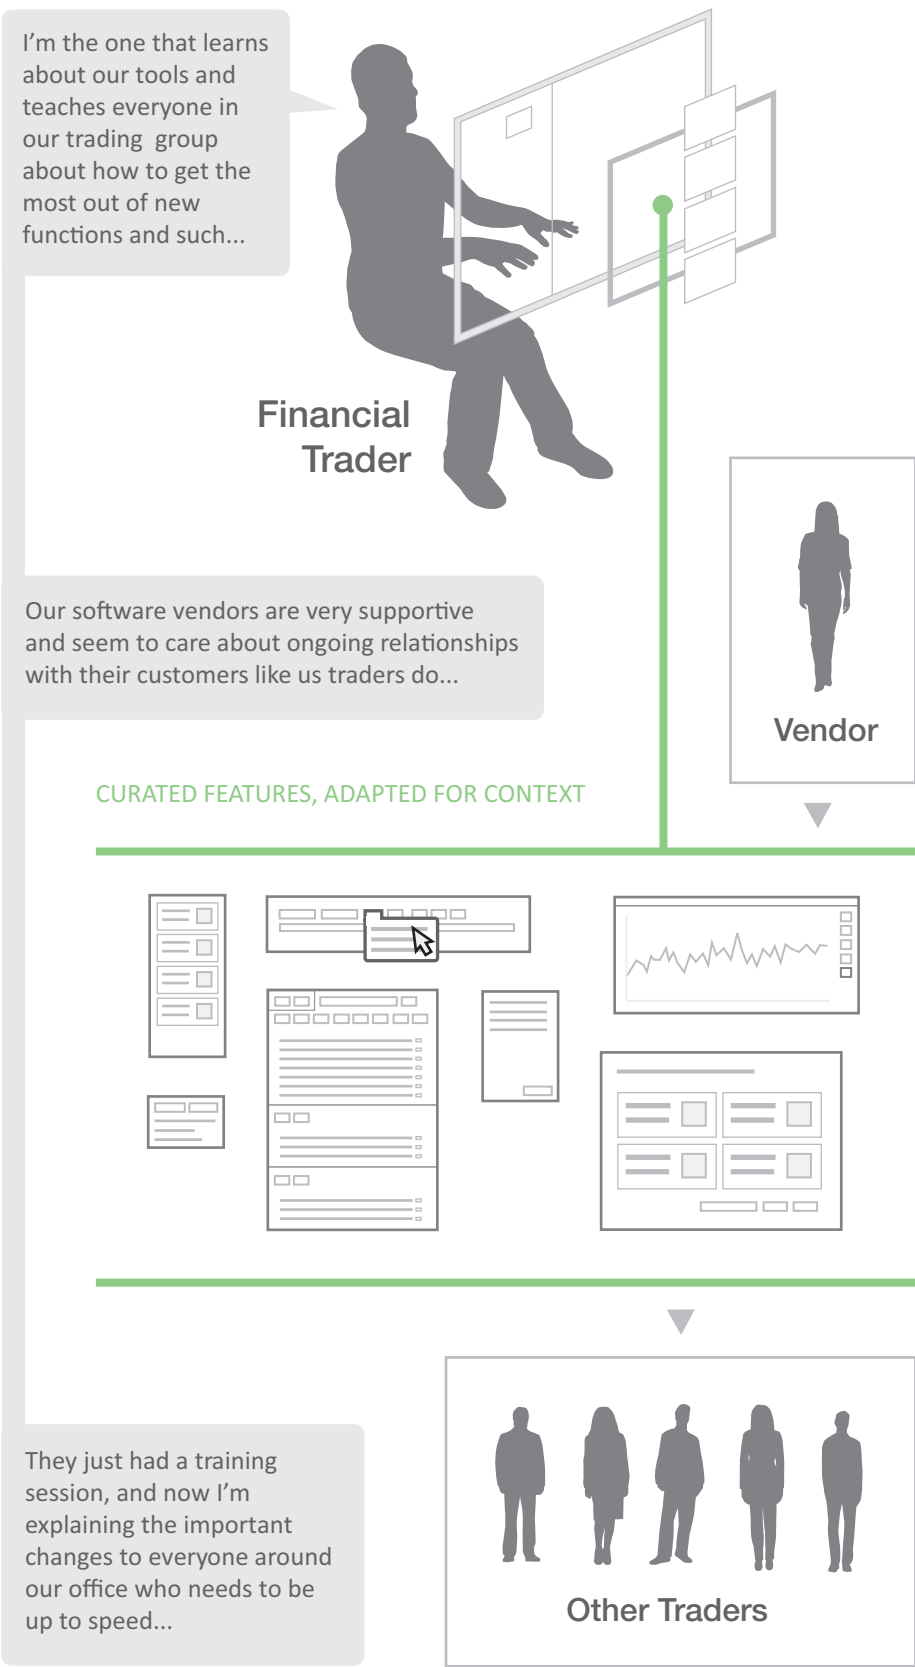 I'm the one that learns
about our tools and
teaches everyone in
our trading  group
about how to get the
most out of new
functions and such...
Financial
Trader
Our software vendors are very supportive
and seem to care about ongoing relationships
with their customers like us traders do...
Vendor
CURATED FEATURES, ADAPTED FOR CONTEXT
They just had a training
session, and now I'm
explaining the important
changes to everyone around
our office who needs to be
up to speed...
Other Traders